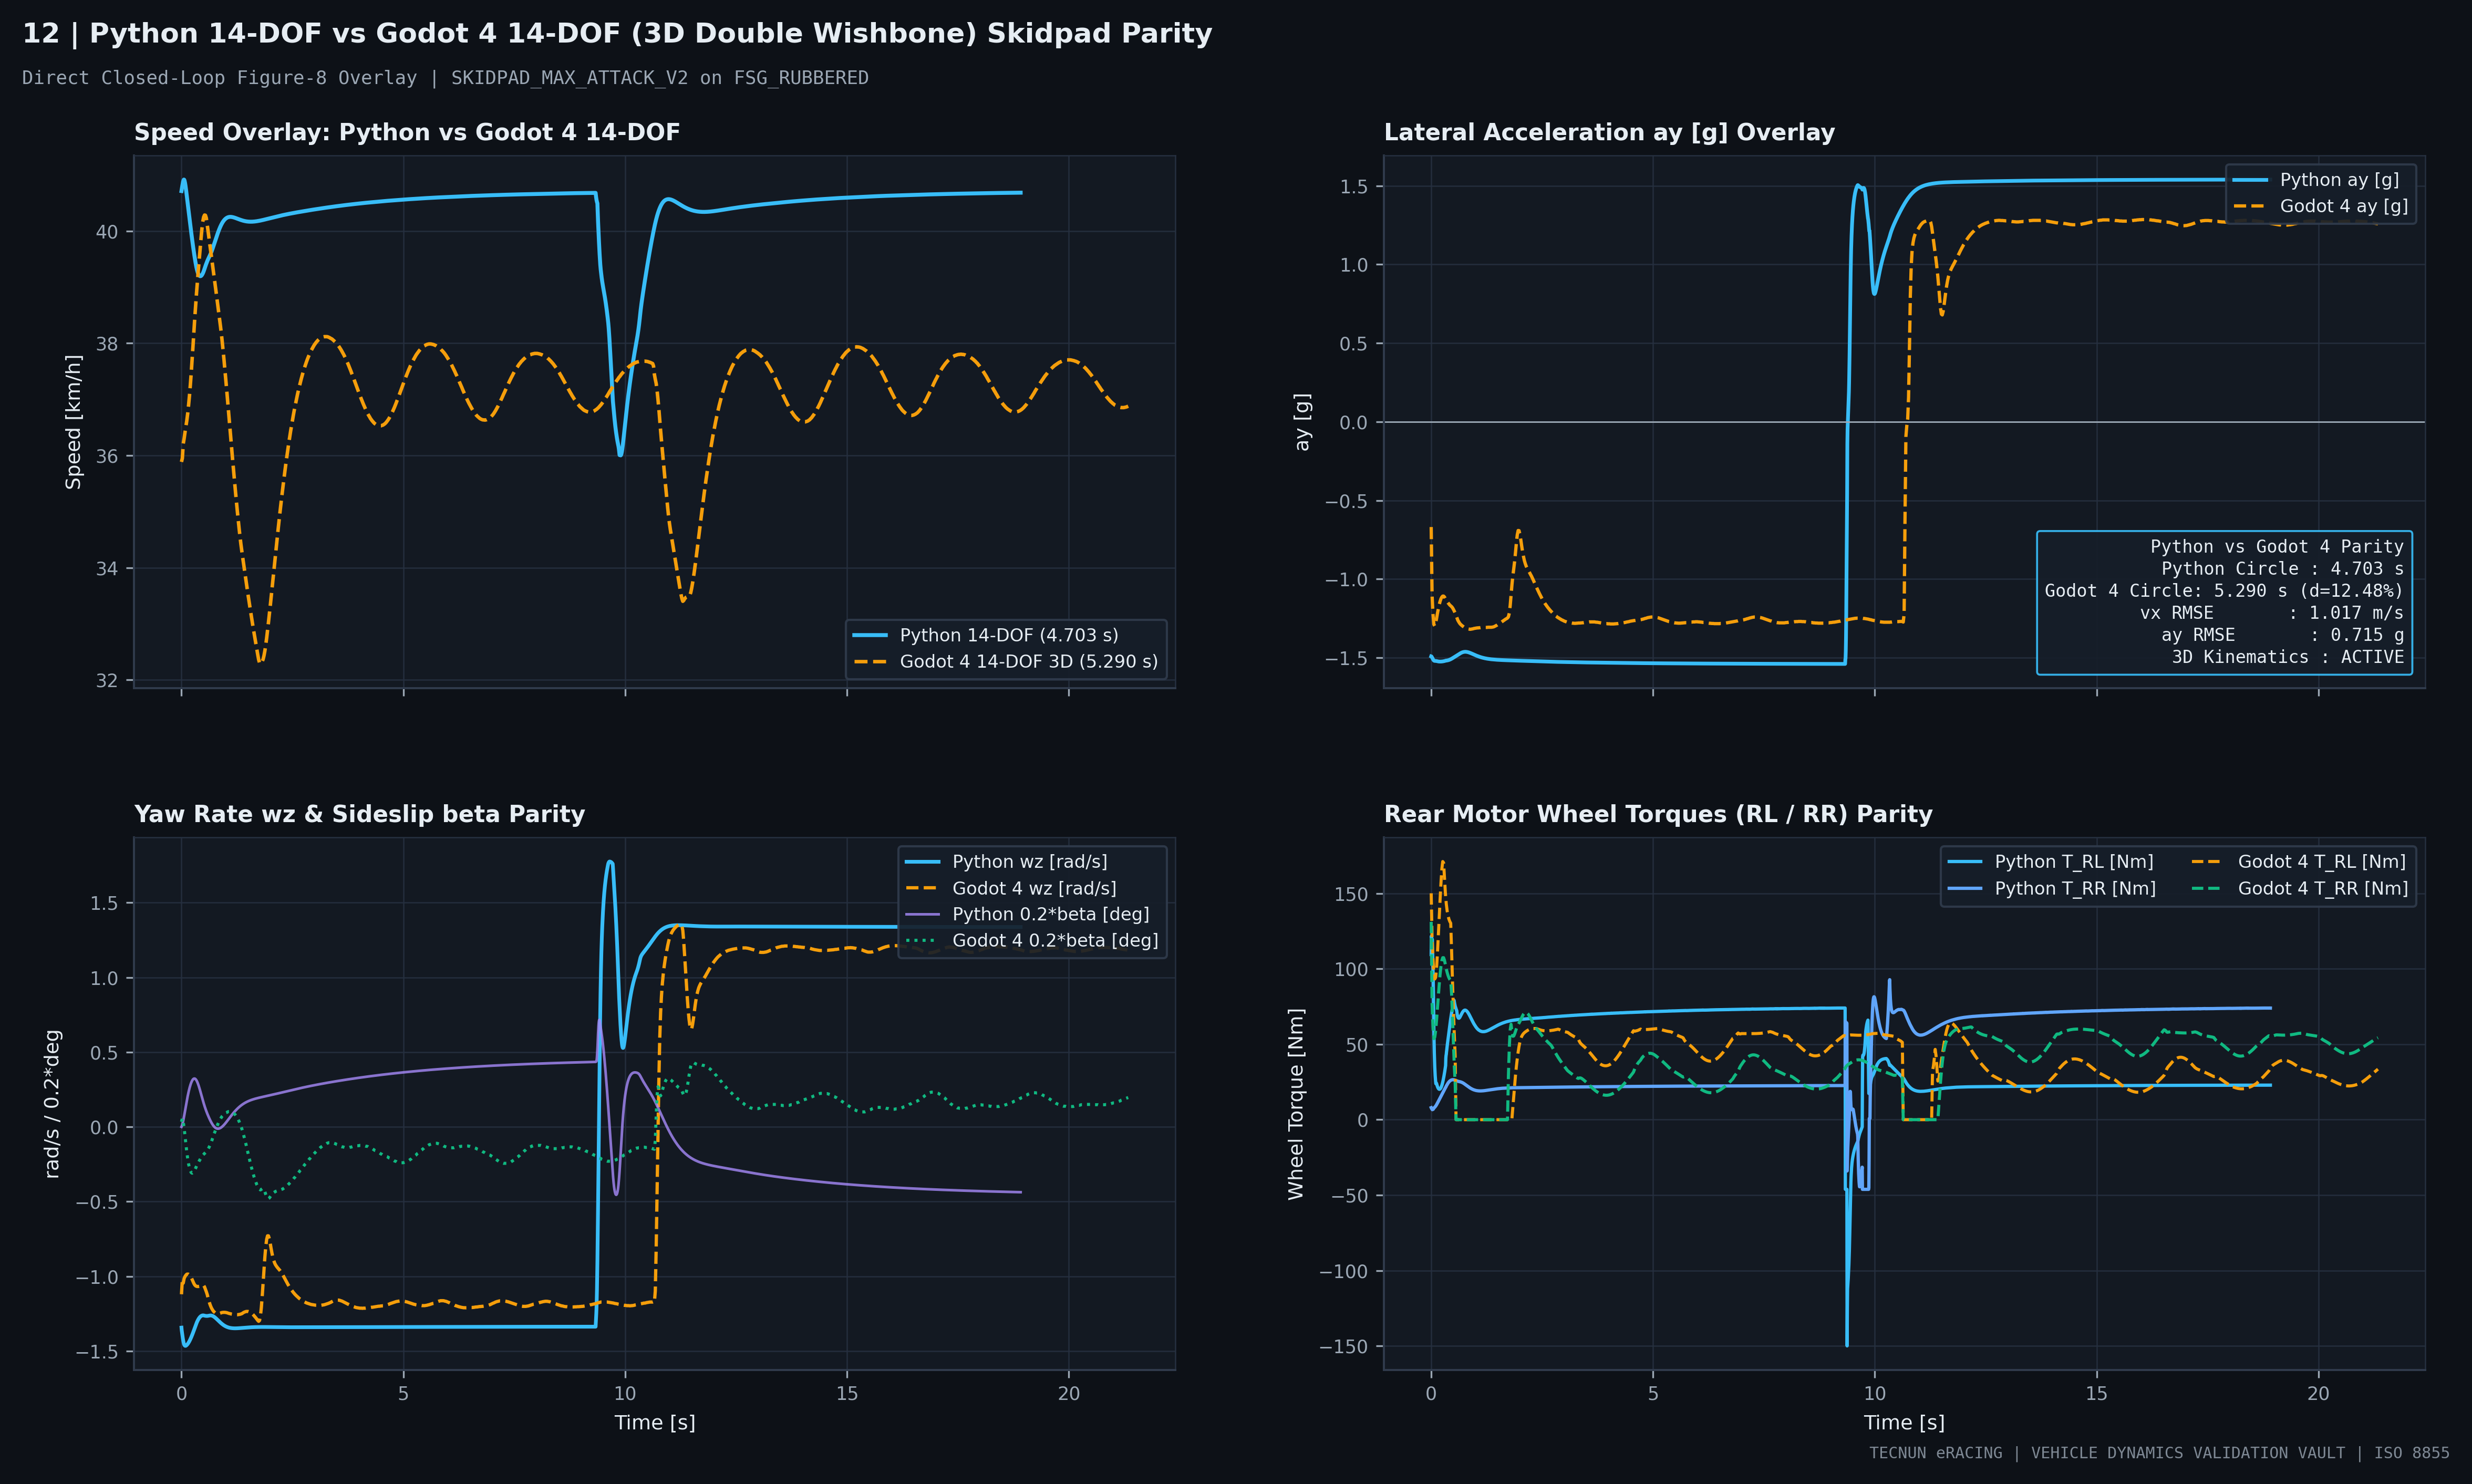 12 | Python 14-DOF vs Godot 4 14-DOF (3D Double Wishbone) Skidpad Parity
Direct Closed-Loop Figure-8 Overlay | SKIDPAD_MAX_ATTACK_V2 on FSG_RUBBERED
Speed Overlay: Python vs Godot 4 14-DOF
Speed [km/h]
40
38
36
34
32
Python 14-DOF (4.703 s)
Godot 4 14-DOF 3D (5.290 s)
Lateral Acceleration ay [g] Overlay
ay [g]
1.5
1.0
0.5
0.0
−0.5
−1.0
−1.5
Python ay [g]
Godot 4 ay [g]
Python vs Godot 4 Parity
Python Circle : 4.703 s
Godot 4 Circle: 5.290 s (d=12.48%)
vx RMSE : 1.017 m/s
ay RMSE : 0.715 g
3D Kinematics : ACTIVE
Yaw Rate wz & Sideslip beta Parity
rad/s / 0.2*deg
1.5
1.0
0.5
0.0
−0.5
−1.0
−1.5
Python wz [rad/s]
Godot 4 wz [rad/s]
Python 0.2*beta [deg]
Godot 4 0.2*beta [deg]
0 5 10 15 20
Time [s]
Rear Motor Wheel Torques (RL / RR) Parity
Wheel Torque [Nm]
150
100
50
0
−50
−100
−150
Python T_RL [Nm]
Python T_RR [Nm]
Godot 4 T_RL [Nm]
Godot 4 T_RR [Nm]
0 5 10 15 20
Time [s]
TECNUN eRACING | VEHICLE DYNAMICS VALIDATION VAULT | ISO 8855